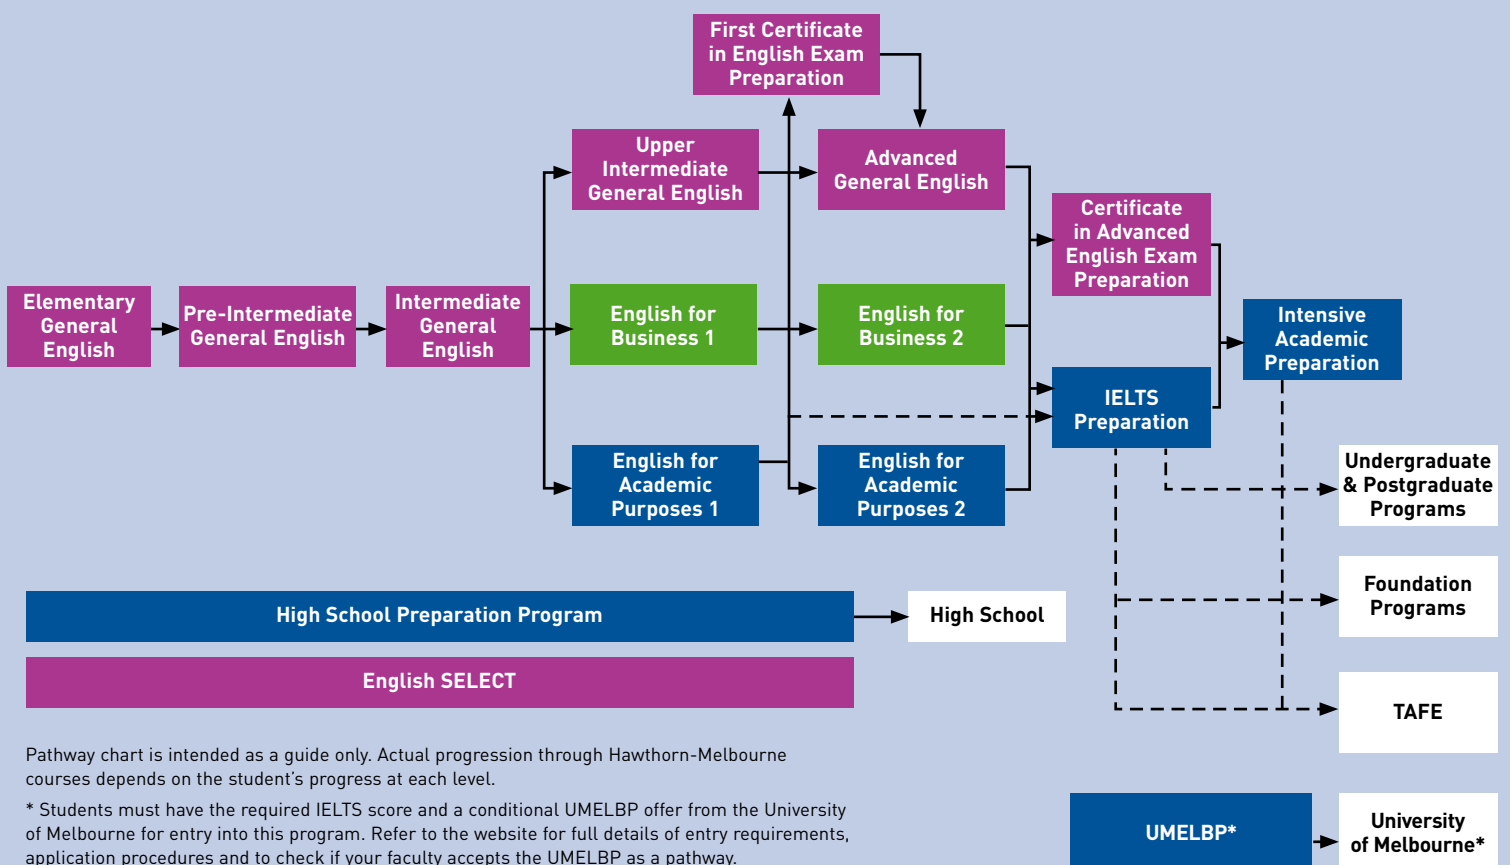 First Certificate
in English Exam
Preparation
Upper
Intermediate
General English
Advanced
General English
Certificate
in Advanced
English Exam
Preparation
Elementary
General
English
Pre-Intermediate
General English
Intermediate
General
English
English for
Business 1
English for
Business 2
Intensive
Academic
Preparation
IELTS
Preparation
English for
Academic
Purposes 1
English for
Academic
Purposes 2
Undergraduate
& Postgraduate
Programs
Foundation
Programs
TAFE
High School Preparation Program
High School
English SELECT
Pathway chart is intended as a guide only. Actual progression through Hawthorn-Melbourne
courses depends on the student's progress at each level.
* Students must have the required IELTS score and a conditional UMELBP offer from the University
of Melbourne for entry into this program. Refer to the website for full details of entry requirements,
application procedures and to check if your faculty accepts the UMELBP as a pathway.
UMELBP*
University
of Melbourne*